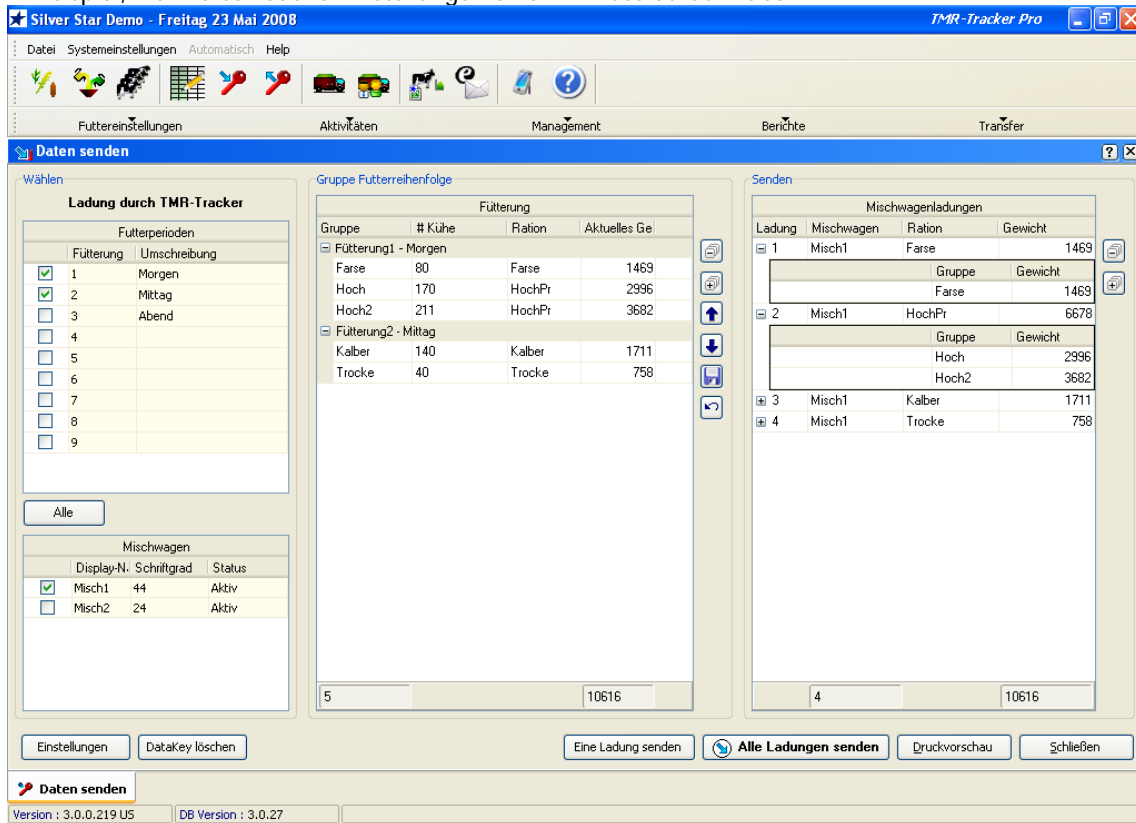 Silver Star Demo - Freitag 23 Mai 2008 TMR-Tracker Pro
Datei Systemeinstellungen Automatisch Help
Futtereinstellungen Aktivitäten Management Berichte Transfer
Daten senden
Wählen
Ladung durch TMR-Tracker
Futterperioden
Fütterung Umschreibung
1 Morgen
2 Mittag
3 Abend
4
5
6
7
8
9
Alle
Mischwagen
Display-N. Schriftgrad Status
Misch1 44 Aktiv
Misch2 24 Aktiv
Gruppe Futterreihenfolge
Fütterung
Gruppe # Kühe Ration Aktuelles Ge
Fütterung1 - Morgen
Farse 80 Farse 1469
Hoch 170 HochPr 2996
Hoch2 211 HochPr 3682
Fütterung2 - Mittag
Kalber 140 Kalber 1711
Trocke 40 Trocke 758
5 10616
Senden
Mischwagenladungen
Ladung Mischwagen Ration Gewicht
1 Misch1 Farse 1469
Gruppe Gewicht
Farse 1469
2 Misch1 HochPr 6678
Gruppe Gewicht
Hoch 2996
Hoch2 3682
3 Misch1 Kalber 1711
4 Misch1 Trocke 758
4 10616
Einstellungen DataKey löschen Eine Ladung senden Alle Ladungen senden Druckvorschau Schließen
Daten senden
Version : 3.0.0.219 US DB Version : 3.0.27